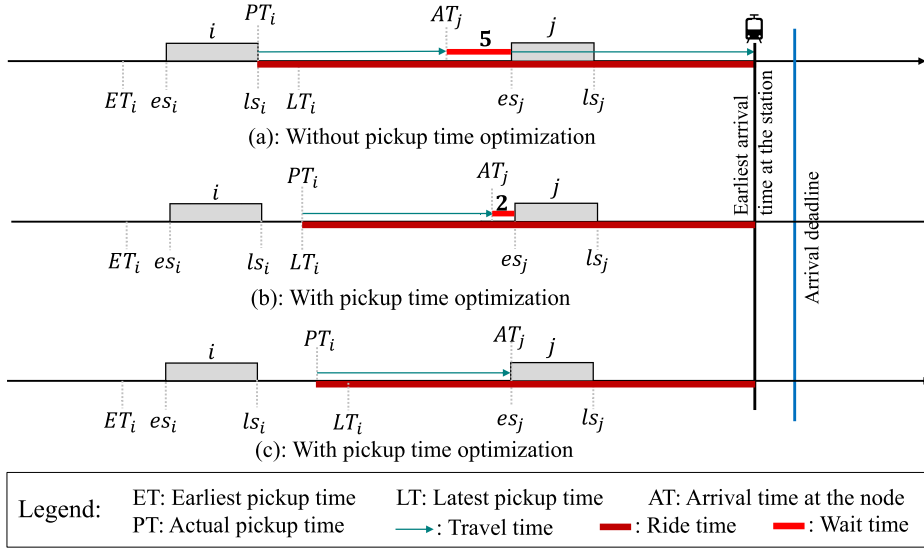 PT_i
AT_j
i
5
j
ET_i es_i ls_i LT_i es_j ls_j
(a): Without pickup time optimization
PT_i
AT_j
i
2
j
ET_i es_i ls_i LT_i es_j ls_j
(b): With pickup time optimization
PT_i
AT_j
i
j
ET_i es_i ls_i LT_i es_j ls_j
(c): With pickup time optimization
Earliest arrival
time at the station
Arrival deadline
Legend:
ET: Earliest pickup time LT: Latest pickup time AT: Arrival time at the node
PT: Actual pickup time : Travel time : Ride time : Wait time